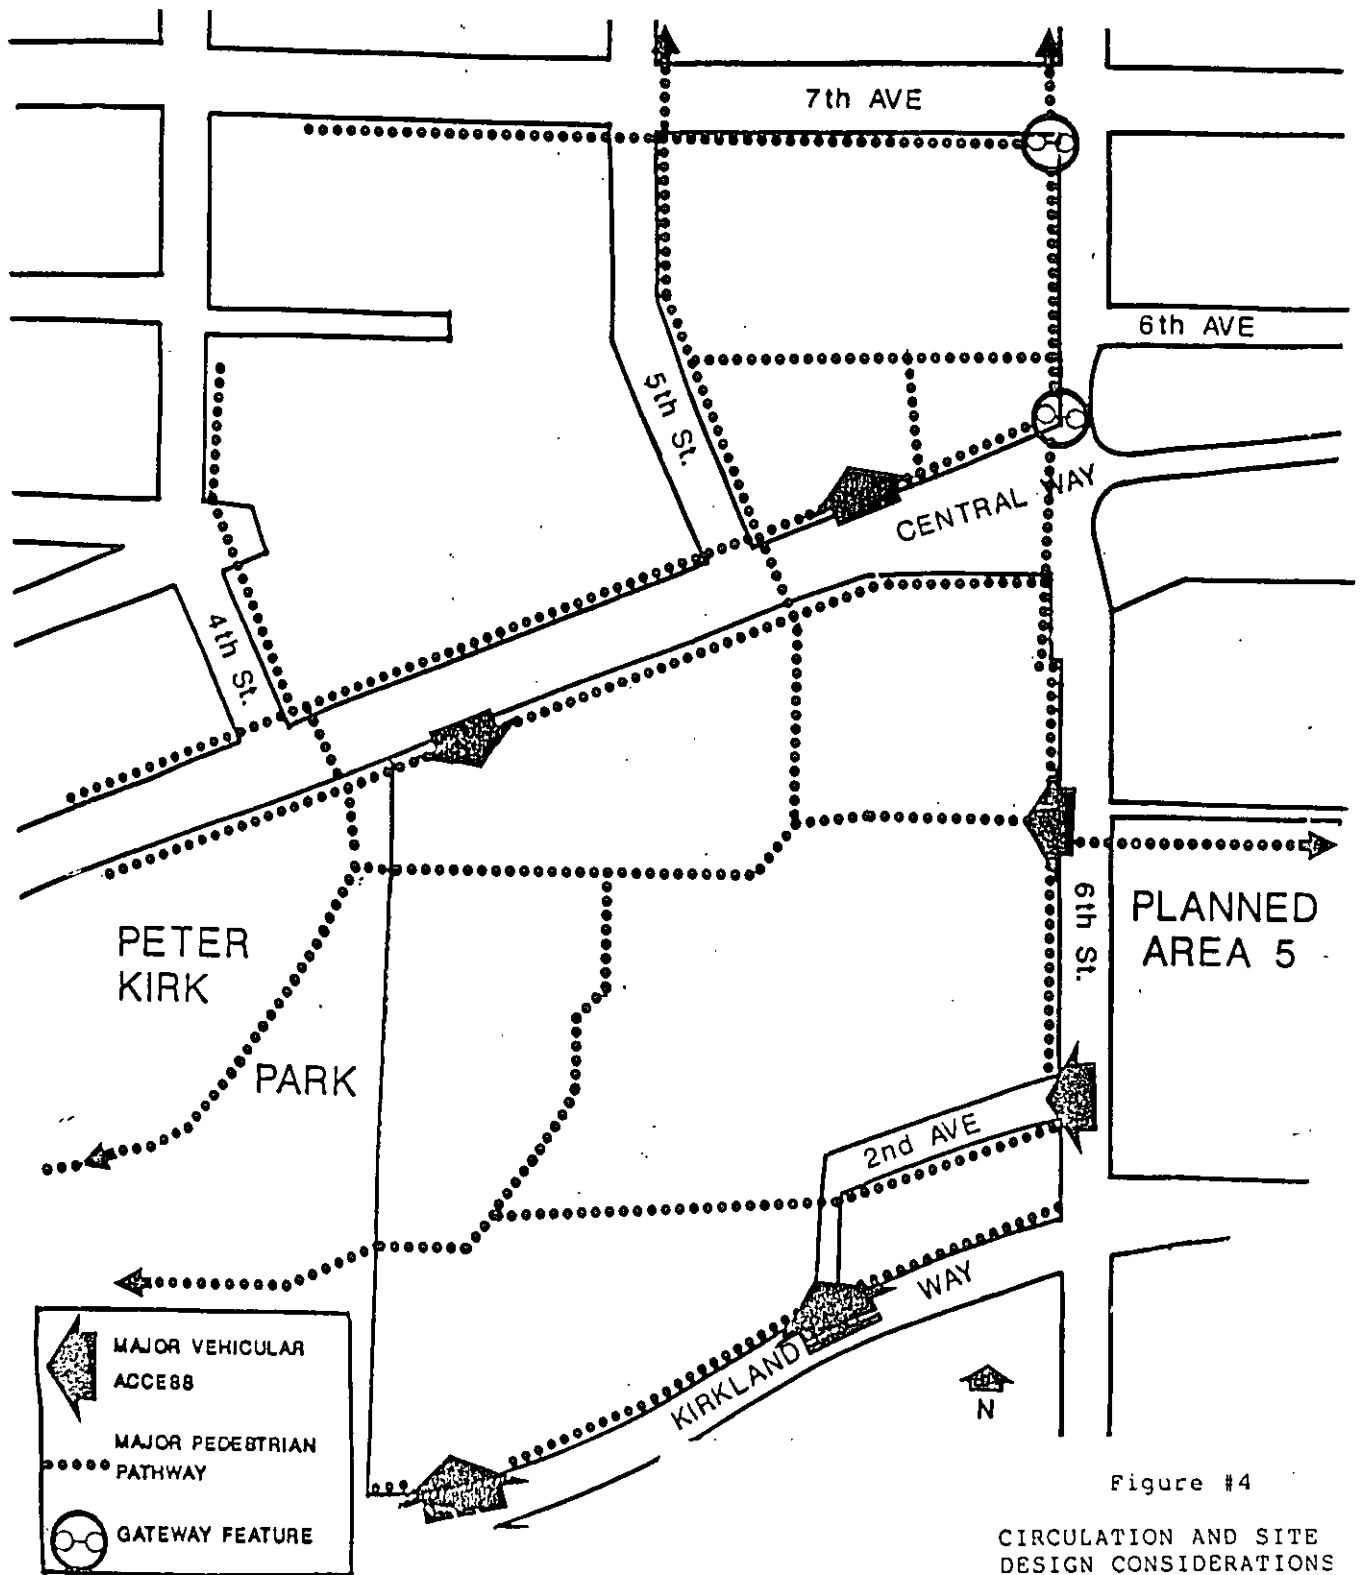 7th AVE
6th AVE
5th St.
CENTRAL WAY
4th St.
6th St.
PLANNED
AREA 5
PETER
KIRK
PARK
2nd AVE
KIRKLAND WAY
N
MAJOR VEHICULAR
ACCE88
MAJOR PEDESTRIAN
PATHWAY
GATEWAY FEATURE
Figure #4
CIRCULATION AND SITE
DESIGN CONSIDERATIONS